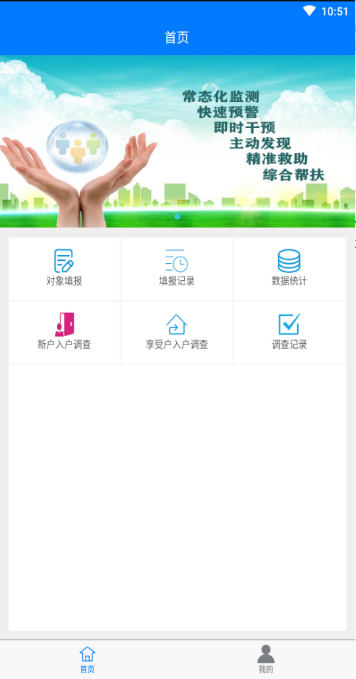 10:51
首页
常态化监测
快速预警
即时干预
主动发现
精准救助
综合帮扶
对象填报
填报记录
数据统计
新户入户调查
享受户入户调查
调查记录
首页
我的